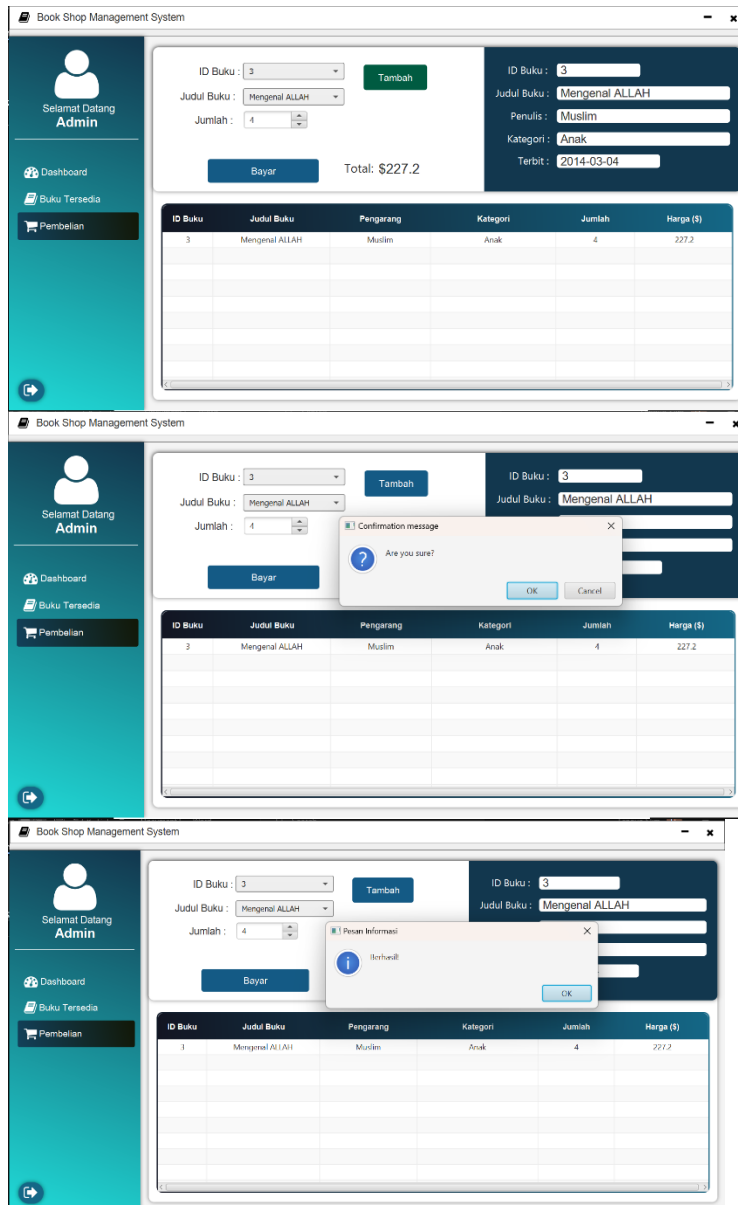 Book Shop Management System
Selamat Datang
Admin
Dashboard
Buku Tersedia
Pembelian
ID Buku : 3
Tambah
Judul Buku : Mengenal ALLAH
Jumlah : 4
Bayar
Total: $227.2
ID Buku : 3
Judul Buku : Mengenal ALLAH
Penulis : Muslim
Kategori : Anak
Terbit : 2014-03-04
ID Buku Judul Buku Pengarang Kategori Jumlah Harga ($)
3 Mengenal ALLAH Muslim Anak 4 227.2
Book Shop Management System
Selamat Datang
Admin
Dashboard
Buku Tersedia
Pembelian
ID Buku : 3
Tambah
Judul Buku : Mengenal ALLAH
Jumlah : 4
Bayar
ID Buku : 3
Judul Buku : Mengenal ALLAH
Confirmation message
Are you sure?
OK Cancel
ID Buku Judul Buku Pengarang Kategori Jumlah Harga ($)
3 Mengenal ALLAH Muslim Anak 4 227.2
Book Shop Management System
Selamat Datang
Admin
Dashboard
Buku Tersedia
Pembelian
ID Buku : 3
Tambah
Judul Buku : Mengenal ALLAH
Jumlah : 4
Bayar
ID Buku : 3
Judul Buku : Mengenal ALLAH
Pesan Informasi
Berhasil!
OK
ID Buku Judul Buku Pengarang Kategori Jumlah Harga ($)
3 Mengenal ALLAH Muslim Anak 4 227.2